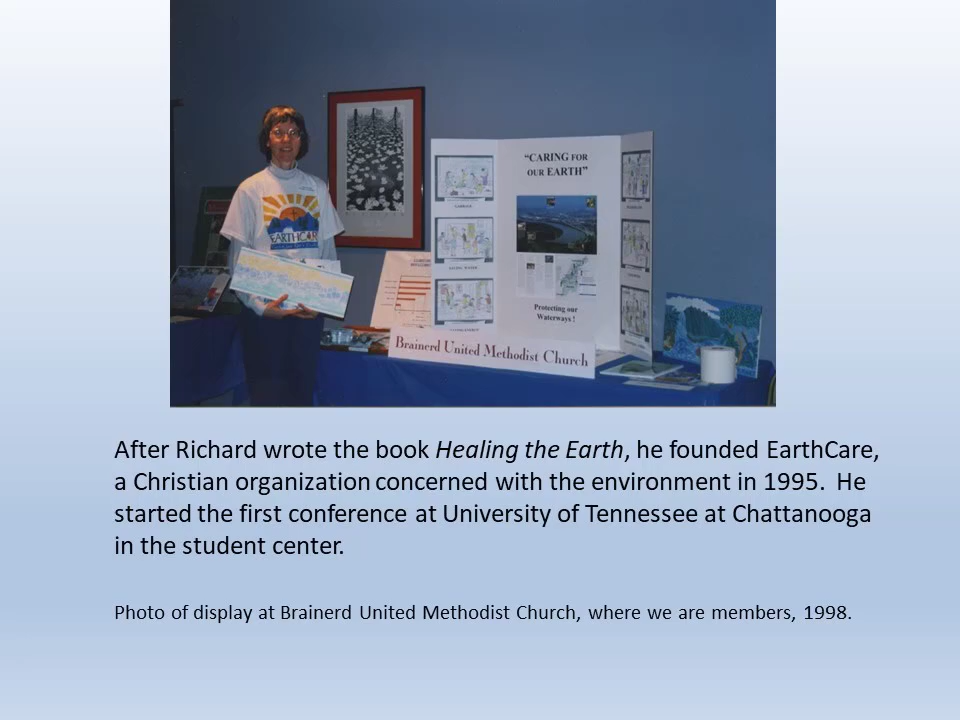 EARTHCARE
"CARING FOR
OUR EARTH"
Protecting our
Waterways !
Brainerd United Methodist Church
After Richard wrote the book Healing the Earth, he founded EarthCare,
a Christian organization concerned with the environment in 1995.  He
started the first conference at University of Tennessee at Chattanooga
in the student center.
Photo of display at Brainerd United Methodist Church, where we are members, 1998.